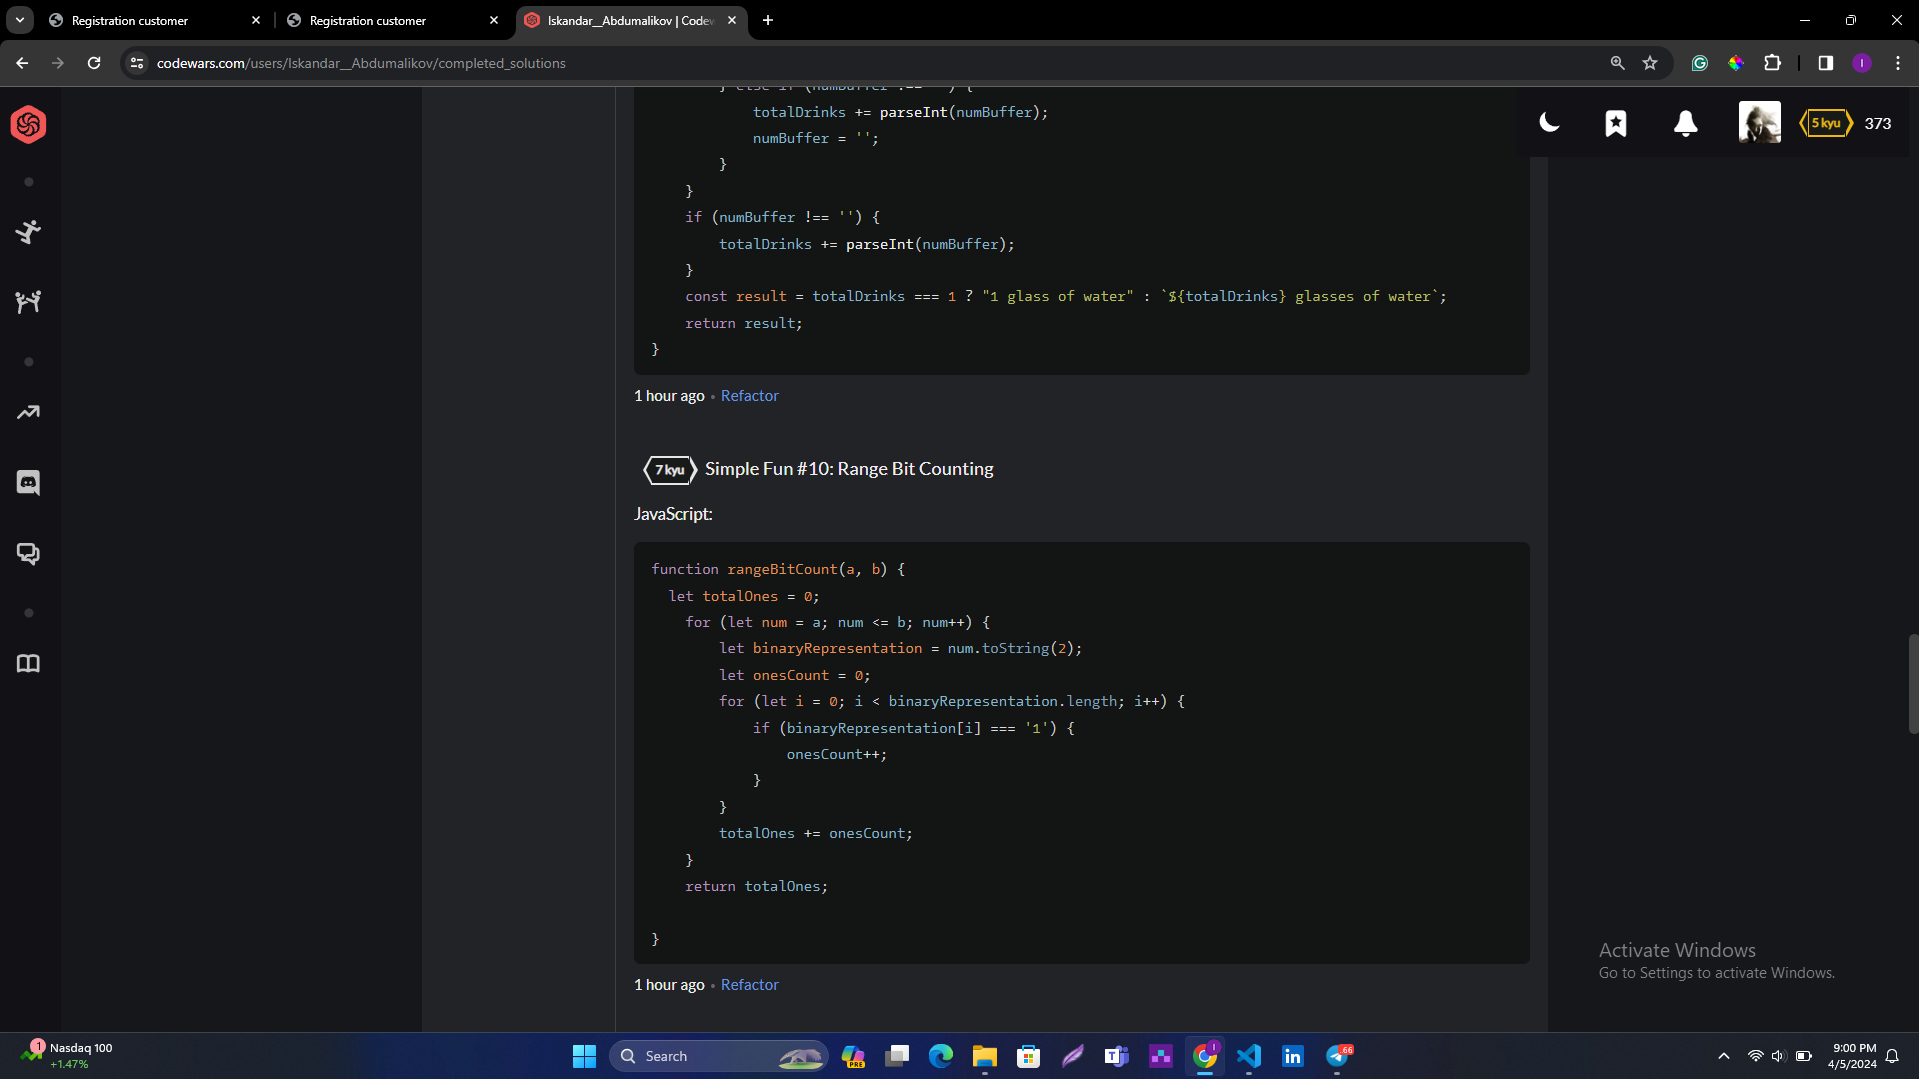 Registration customer
Registration customer
Iskandar__Abdumalikov | Codew
codewars.com/users/Iskandar__Abdumalikov/completed_solutions
I
5 kyu
373
} else if (numBuffer !== '') {
totalDrinks += parseInt(numBuffer);
numBuffer = '';
}
}
if (numBuffer !== '') {
totalDrinks += parseInt(numBuffer);
}
const result = totalDrinks === 1 ? "1 glass of water" : `${totalDrinks} glasses of water`;
return result;
}
1 hour ago • Refactor
7 kyu Simple Fun #10: Range Bit Counting
JavaScript:
function rangeBitCount(a, b) {
let totalOnes = 0;
for (let num = a; num <= b; num++) {
let binaryRepresentation = num.toString(2);
let onesCount = 0;
for (let i = 0; i < binaryRepresentation.length; i++) {
if (binaryRepresentation[i] === '1') {
onesCount++;
}
}
totalOnes += onesCount;
}
return totalOnes;
}
1 hour ago • Refactor
Activate Windows
Go to Settings to activate Windows.
1
Nasdaq 100
+1.47%
Search
PRE
66
9:00 PM
4/5/2024